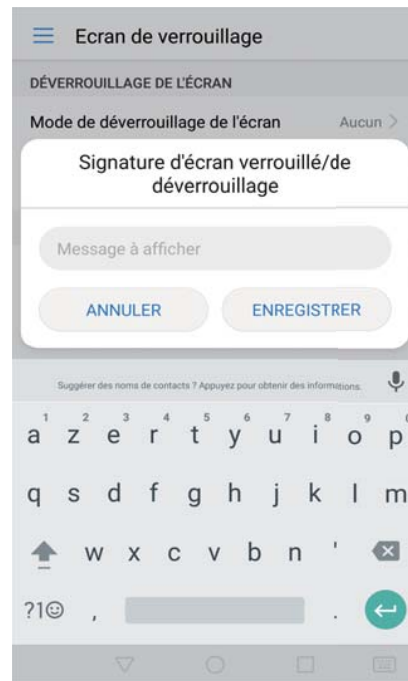 Ecran de verrouillage
DÉVERROUILLAGE DE L'ÉCRAN
Mode de déverrouillage de l'écran Aucun >
Signature d'écran verrouillé/de
déverrouillage
Message à afficher
ANNULER ENREGISTRER
Suggérer des noms de contacts ? Appuyez pour obtenir des informations.
1 2 3 4 5 6 7 8 9 0
a z e r t y u i o p
q s d f g h j k l m
w x c v b n '
?1☺ , .